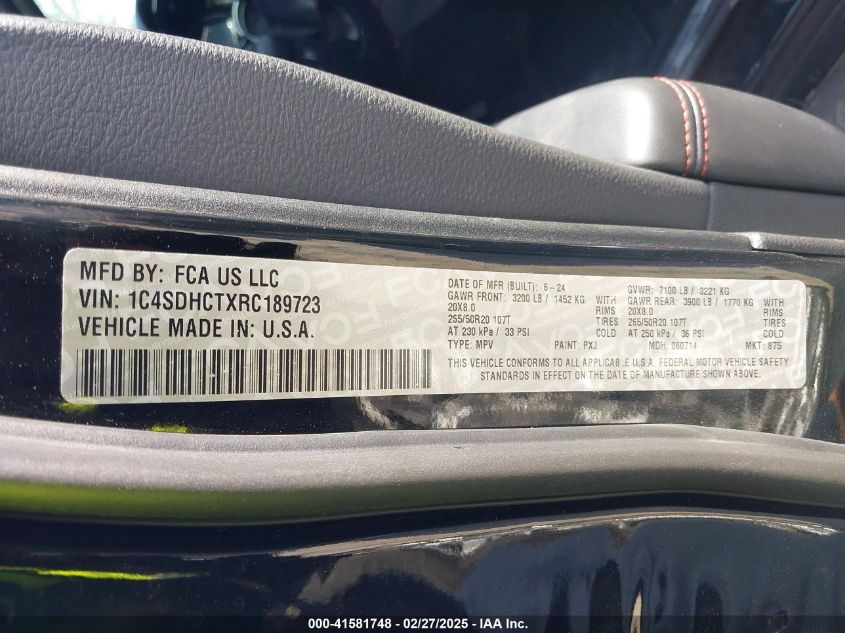 MFD BY: FCA US LLC
VIN: 1C4SDHCTXRC189723
VEHICLE MADE IN: U.S.A.
DATE OF MFR (BUILT): 6-24 GVWR: 7100 LB / 3221 KG
GAWR FRONT: 3200 LB / 1452 KG WITH GAWR REAR: 3900 LB / 1770 KG WITH
20X8.0 RIMS 20X8.0 RIMS
265/50R20 107T TIRES 265/50R20 107T TIRES
AT 230 kPa / 33 PSI COLD AT 250 kPa / 36 PSI COLD
TYPE: MPV PAINT: PXJ MDH: 060714 MKT: 875
THIS VEHICLE CONFORMS TO ALL APPLICABLE U.S.A. FEDERAL MOTOR VEHICLE SAFETY
STANDARDS IN EFFECT ON THE DATE OF MANUFACTURE SHOWN ABOVE.
000-41581748 - 02/27/2025 - IAA Inc.